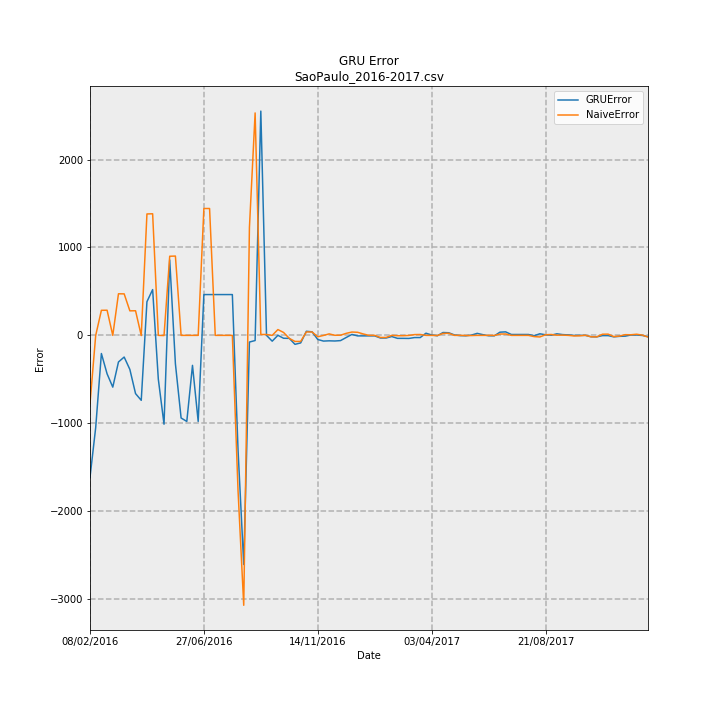 GRU Error
SaoPaulo_2016-2017.csv
GRUError
NaiveError
2000
1000
0
−1000
−2000
−3000
Error
08/02/2016
27/06/2016
14/11/2016
03/04/2017
21/08/2017
Date